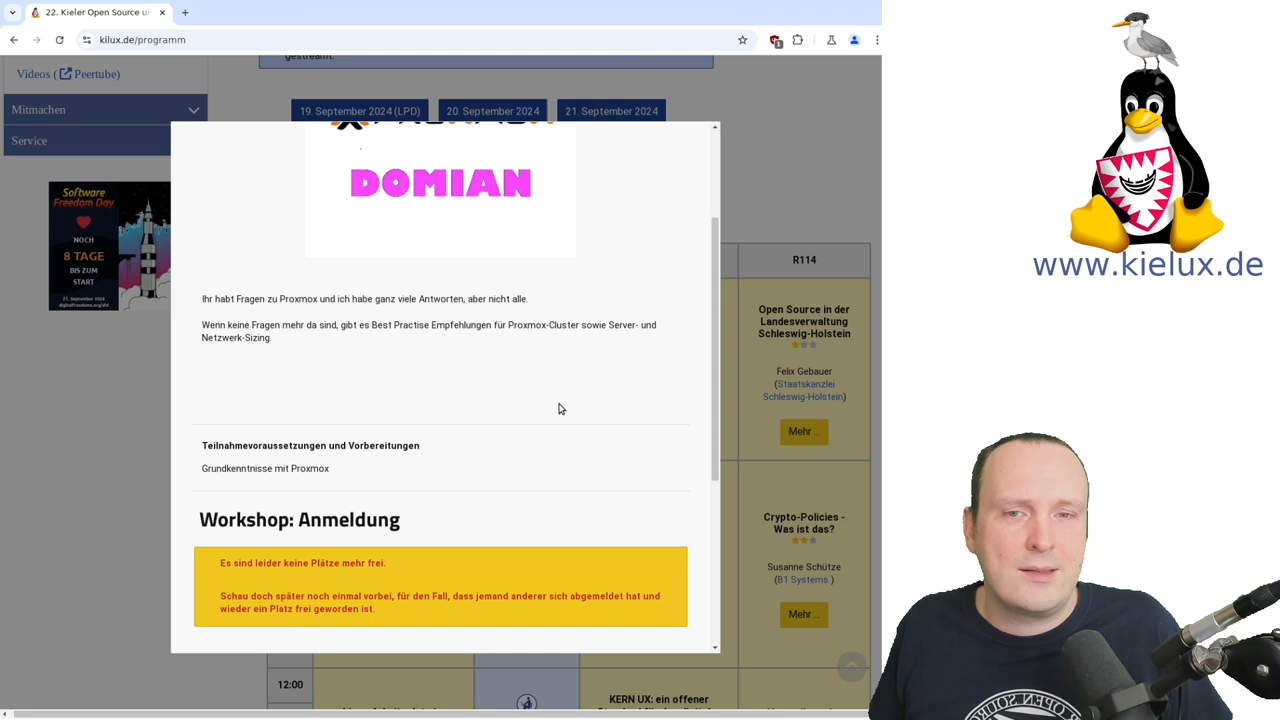 22. Kieler Open Source u
kilux.de/programm
Videos ( Peertube)
gestreamt.
Mitmachen
Service
19. September 2024 (LPD)
20. September 2024
21. September 2024
DOMIAN
Software
Freedom Day
NOCH
8 TAGE
BIS ZUM
START
21. September 2024
digitalfreedoms.org/sfd
Ihr habt Fragen zu Proxmox und ich habe ganz viele Antworten, aber nicht alle.
Wenn keine Fragen mehr da sind, gibt es Best Practise Empfehlungen für Proxmox-Cluster sowie Server- und
Netzwerk-Sizing.
Teilnahmevoraussetzungen und Vorbereitungen
Grundkenntnisse mit Proxmox
Workshop: Anmeldung
Es sind leider keine Plätze mehr frei.
Schau doch später noch einmal vorbei, für den Fall, dass jemand anderer sich abgemeldet hat und
wieder ein Platz frei geworden ist.
R114
Open Source in der
Landesverwaltung
Schleswig-Holstein
Felix Gebauer
(Staatskanzlei
Schleswig-Holstein)
Mehr ...
Crypto-Policies -
Was ist das?
Susanne Schütze
(B1 Systems )
Mehr ...
12:00
KERN UX: ein offener
www.kielux.de